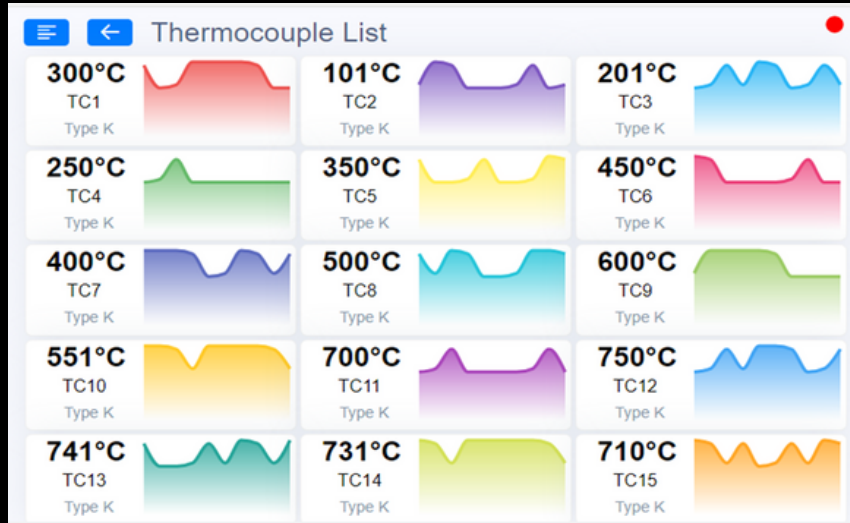 Thermocouple List
300°C
TC1
Type K
101°C
TC2
Type K
201°C
TC3
Type K
250°C
TC4
Type K
350°C
TC5
Type K
450°C
TC6
Type K
400°C
TC7
Type K
500°C
TC8
Type K
600°C
TC9
Type K
551°C
TC10
Type K
700°C
TC11
Type K
750°C
TC12
Type K
741°C
TC13
Type K
731°C
TC14
Type K
710°C
TC15
Type K